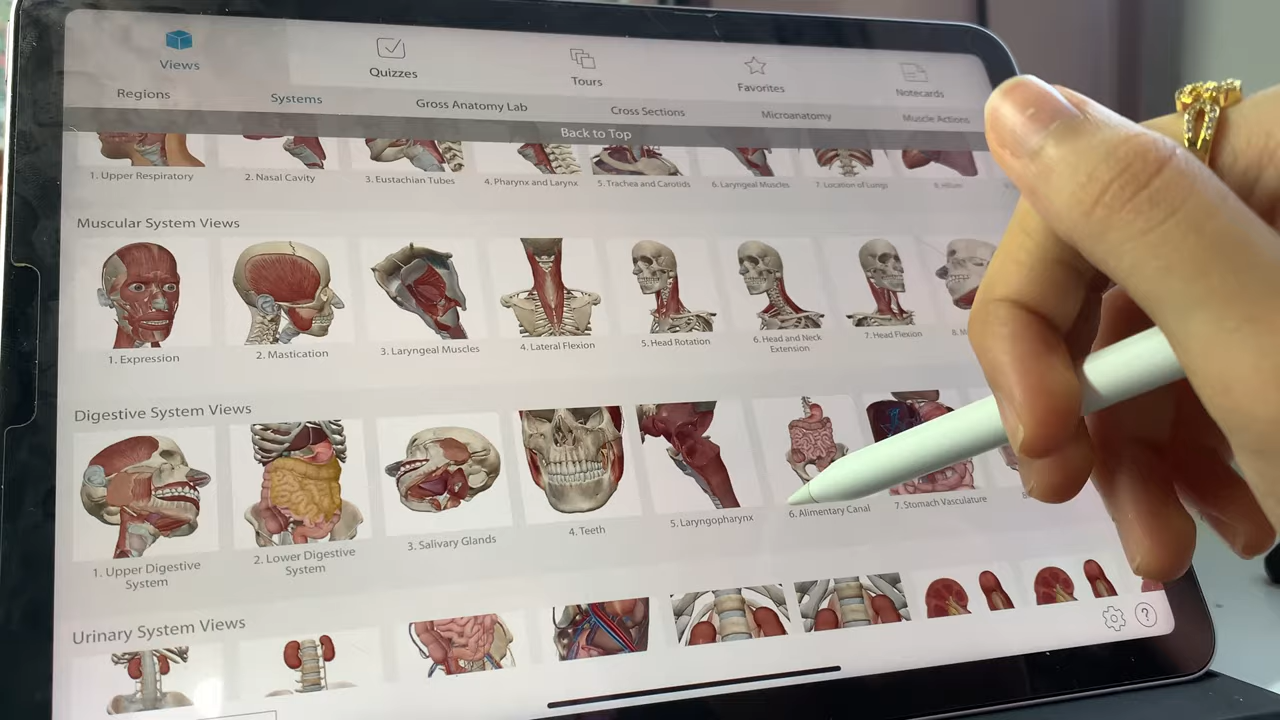 Views
Quizzes
Tours
Favorites
Notecards
Regions
Systems
Gross Anatomy Lab
Cross Sections
Microanatomy
Muscle Actions
Back to Top
1. Upper Respiratory
2. Nasal Cavity
3. Eustachian Tubes
4. Pharynx and Larynx
5. Trachea and Carotids
6. Laryngeal Muscles
7. Location of Lungs
8. Hilum
Muscular System Views
1. Expression
2. Mastication
3. Laryngeal Muscles
4. Lateral Flexion
5. Head Rotation
6. Head and Neck
Extension
7. Head Flexion
8.
Digestive System Views
1. Upper Digestive
System
2. Lower Digestive
System
3. Salivary Glands
4. Teeth
5. Laryngopharynx
6. Alimentary Canal
7. Stomach Vasculature
8
Urinary System Views
?